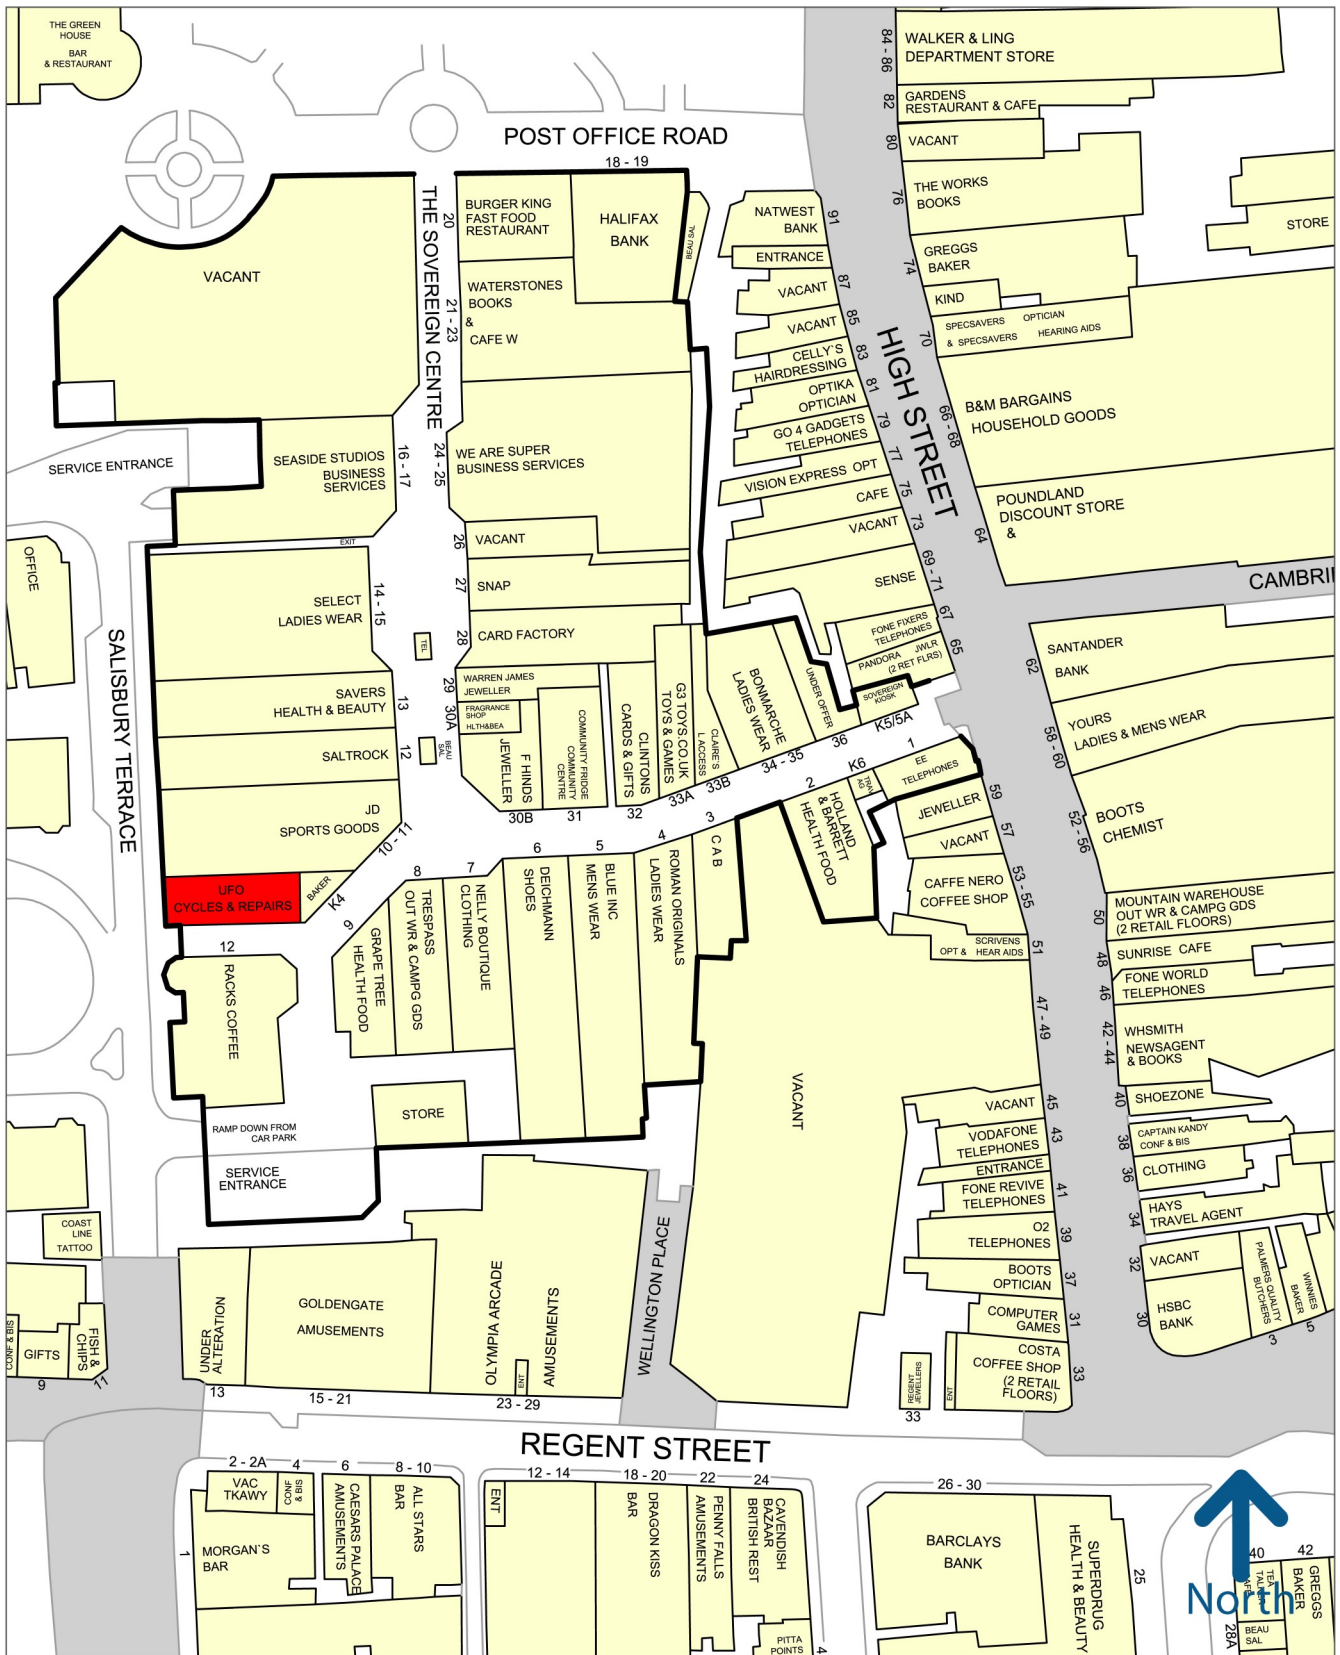 THE GREEN
HOUSE
BAR
& RESTAURANT
POST OFFICE ROAD
18 - 19
THE SOVEREIGN CENTRE
VACANT
20
BURGER KING
FAST FOOD
RESTAURANT
HALIFAX
BANK
BEAU SAL
21 - 23
WATERSTONES
BOOKS
&
CAFE W
SERVICE ENTRANCE
SEASIDE STUDIOS
BUSINESS
SERVICES
16 - 17
24 - 25
WE ARE SUPER
BUSINESS SERVICES
EXIT
26
VACANT
27
SNAP
28
CARD FACTORY
OFFICE
SALISBURY TERRACE
SELECT
LADIES WEAR
14 - 15
TEL
SAVERS
HEALTH & BEAUTY
13
SALTROCK
12
BEAU
SAL
JD
SPORTS GOODS
10 - 11
UFO
CYCLES & REPAIRS
BAKER
K4
29
WARREN JAMES
JEWELLER
30A
FRAGRANCE
SHOP
HLTH&BEA
F HINDS
JEWELLER
30B
COMMUNITY FRIDGE
COMMUNITY
CENTRE
31
CLINTONS
CARDS & GIFTS
32
G3 TOYS.CO.UK
TOYS & GAMES
33A
CLAIRE'S
L ACCESS
33B
BONMARCHE
LADIES WEAR
34 - 35
UNDER OFFER
36
SOVEREIGN
KIOSK
K5/5A
1
EE
TELEPHONES
K6
TRAV
AG
2
HOLLAND
& BARRETT
HEALTH FOOD
3
C A B
4
ROMAN ORIGINALS
LADIES WEAR
5
BLUE INC
MENS WEAR
6
DEICHMANN
SHOES
7
NELLY BOUTIQUE
CLOTHING
8
TRESPASS
OUT WR & CAMPG GDS
9
GRAPE TREE
HEALTH FOOD
12
RACKS COFFEE
STORE
RAMP DOWN FROM
CAR PARK
SERVICE
ENTRANCE
HIGH STREET
NATWEST
BANK
91
ENTRANCE
VACANT
87
VACANT
85
CELLY`S
HAIRDRESSING
83
OPTIKA
OPTICIAN
81
GO 4 GADGETS
TELEPHONES
79
VISION EXPRESS OPT
77
CAFE
75
VACANT
73
SENSE
69 - 71
FONE FIXERS
TELEPHONES
67
PANDORA JWLR
(2 RET FLRS)
65
JEWELLER
59
VACANT
57
CAFFE NERO
COFFEE SHOP
53 - 55
SCRIVENS
OPT & HEAR AIDS
51
VACANT
47 - 49
VACANT
45
VODAFONE
TELEPHONES
43
ENTRANCE
FONE REVIVE
TELEPHONES
41
O2
TELEPHONES
39
BOOTS
OPTICIAN
37
COMPUTER
GAMES
31
COSTA
COFFEE SHOP
(2 RETAIL
FLOORS)
33
ENT
REGENT
JEWELLERS
33
84 - 86
WALKER & LING
DEPARTMENT STORE
82
GARDENS
RESTAURANT & CAFE
80
VACANT
76
THE WORKS
BOOKS
STORE
74
GREGGS
BAKER
KIND
70
SPECSAVERS OPTICIAN
& SPECSAVERS HEARING AIDS
66 - 68
B&M BARGAINS
HOUSEHOLD GOODS
64
POUNDLAND
DISCOUNT STORE
&
CAMBRI
62
SANTANDER
BANK
58 - 60
YOURS
LADIES & MENS WEAR
52 - 56
BOOTS
CHEMIST
50
MOUNTAIN WAREHOUSE
OUT WR & CAMPG GDS
(2 RETAIL FLOORS)
48
SUNRISE CAFE
46
FONE WORLD
TELEPHONES
42 - 44
WHSMITH
NEWSAGENT
& BOOKS
40
SHOEZONE
38
CAPTAIN KANDY
CONF & BIS
36
CLOTHING
34
HAYS
TRAVEL AGENT
32
VACANT
30
HSBC
BANK
PALMERS QUALITY
BUTCHERS
3
WINNIES
BAKER
5
COAST
LINE
TATTOO
CONF & BIS
GIFTS
9
FISH &
CHIPS
11
UNDER
ALTERATION
13
GOLDENGATE
AMUSEMENTS
15 - 21
OLYMPIA ARCADE
AMUSEMENTS
ENT
23 - 29
WELLINGTON PLACE
REGENT STREET
2 - 2A
VAC
TKAWY
4
CONF
& BIS
6
CAESARS PALACE
AMUSEMENTS
8 - 10
ALL STARS
BAR
1
MORGAN`S
BAR
12 - 14
ENT
18 - 20
DRAGON KISS
BAR
22
PENNY FALLS
AMUSEMENTS
24
CAVENDISH
BAZAAR
BRITISH REST
PITTA
POINTS
4
26 - 30
BARCLAYS
BANK
SUPERDRUG
HEALTH & BEAUTY
25
North
40
TEA
42
GREGGS
BAKER
28A
BEAU
SAL